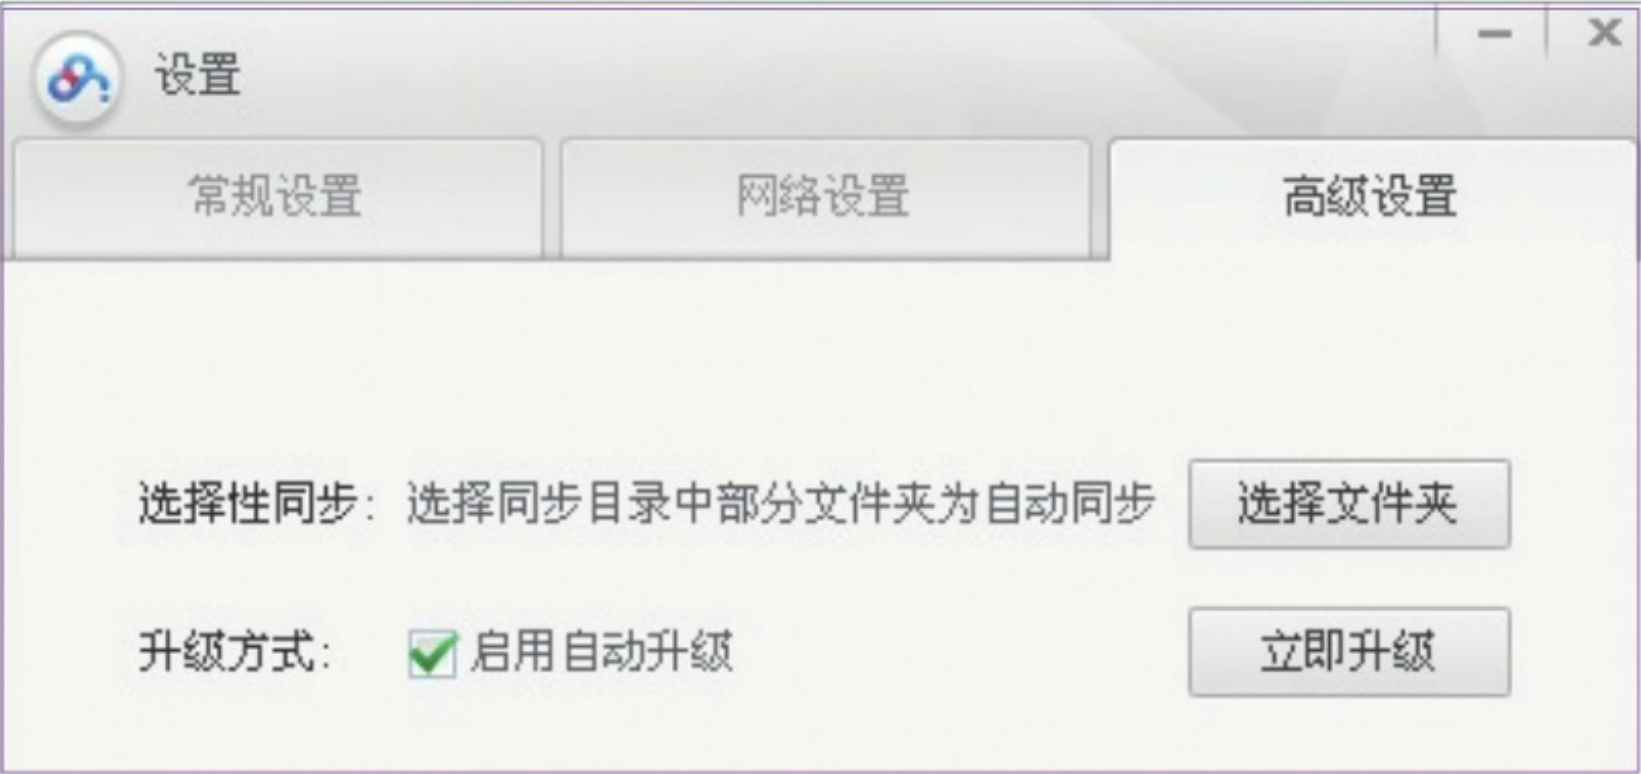 设置
常规设置 网络设置 高级设置
选择性同步: 选择同步目录中部分文件夹为自动同步 选择文件夹
升级方式: 启用自动升级 立即升级